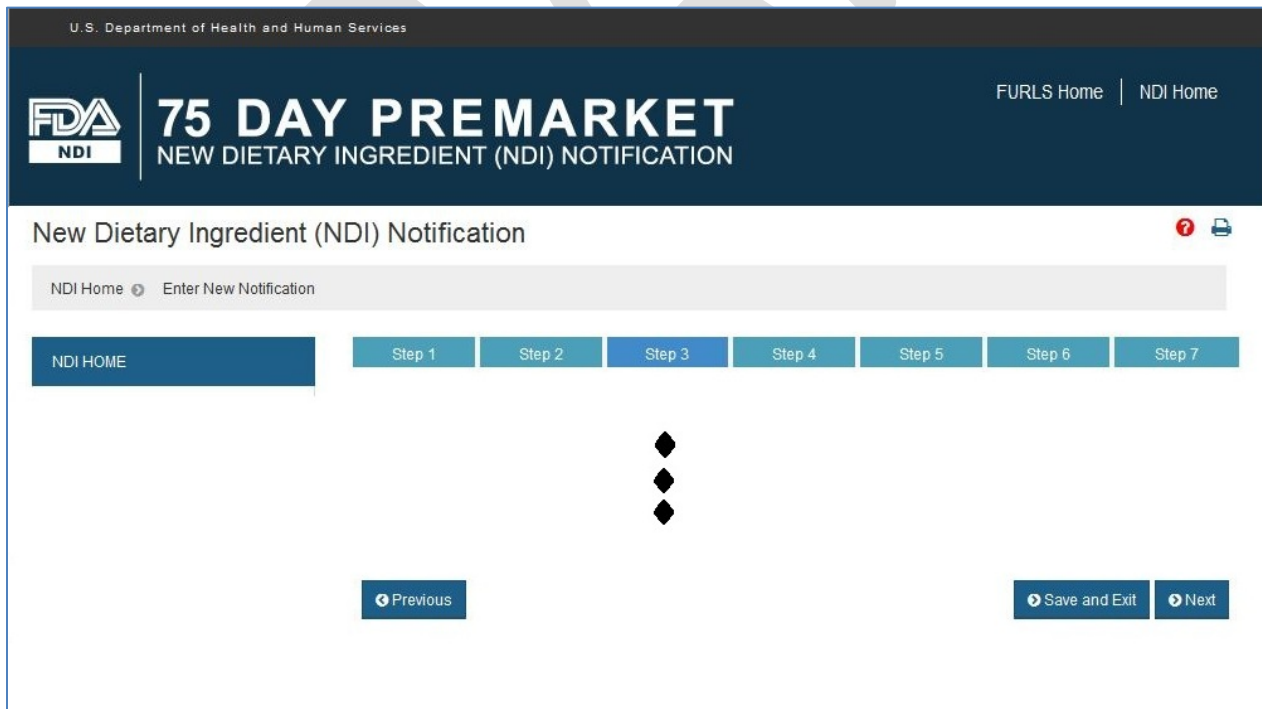 U.S. Department of Health and Human Services
FDA
NDI
75 DAY PREMARKET
NEW DIETARY INGREDIENT (NDI) NOTIFICATION
FURLS Home | NDI Home
New Dietary Ingredient (NDI) Notification
NDI Home Enter New Notification
NDI HOME
Step 1 Step 2 Step 3 Step 4 Step 5 Step 6 Step 7
Previous Save and Exit Next